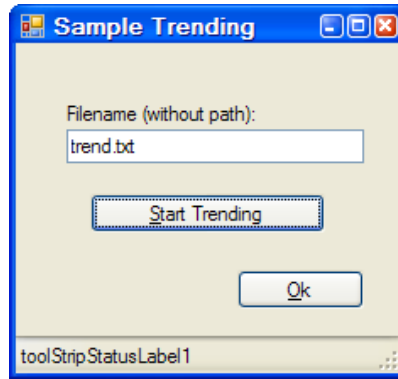 Sample Trending
Filename (without path):
trend.txt
Start Trending
Ok
toolStripStatusLabel1